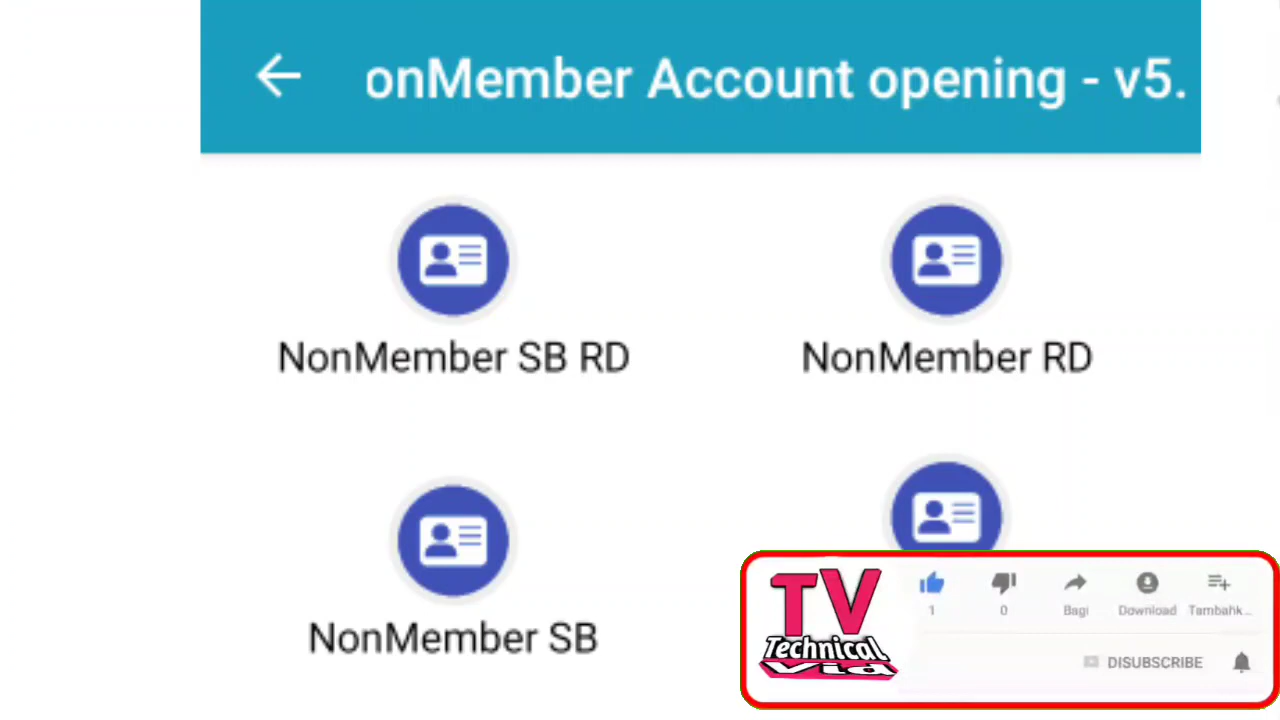 onMember Account opening - v5.
NonMember SB RD
NonMember RD
NonMember SB
TV
Technical
Vid
1
0
Bagi
Download
Tambahk...
DISUBSCRIBE